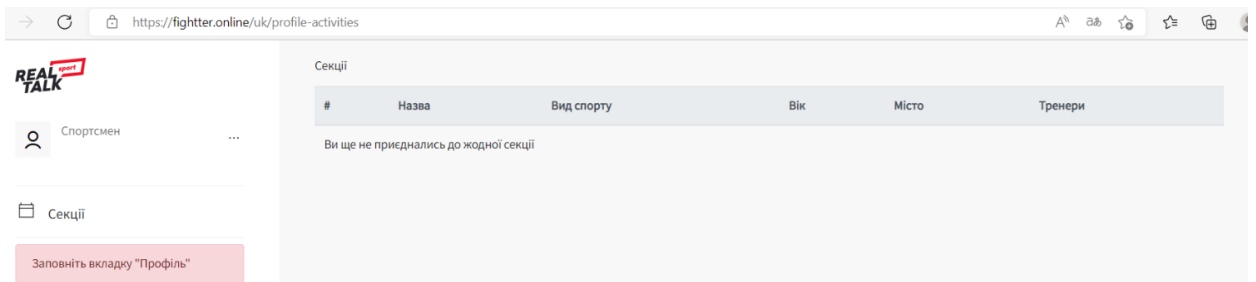 https://fightter.online/uk/profile-activities
REAL sport
TALK
Спортсмен
...
Секції
Заповніть вкладку "Профіль"
Секції
# Назва Вид спорту Вік Місто Тренери
Ви ще не приєднались до жодної секції